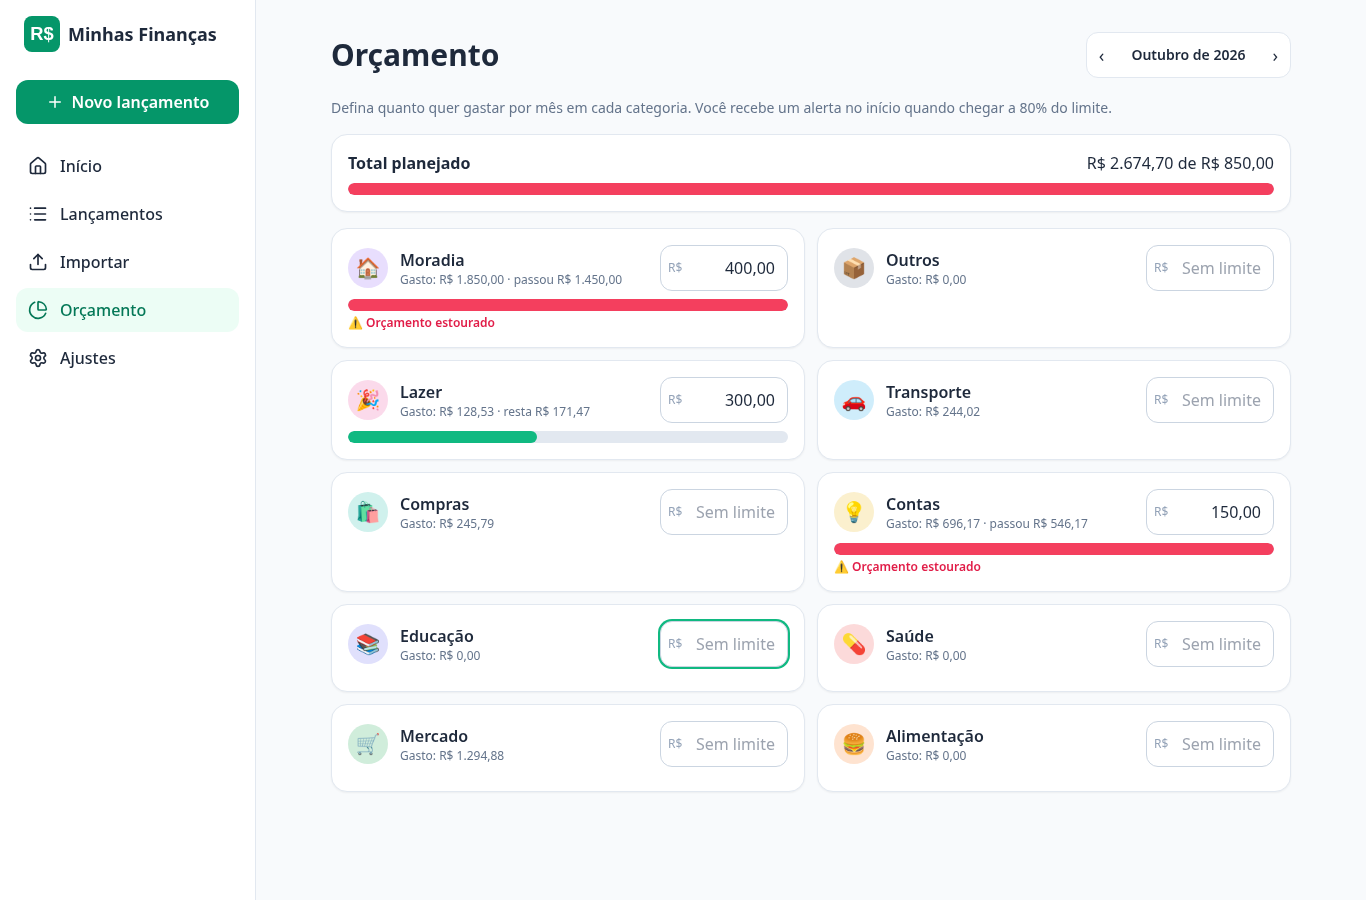 R$ Minhas Finanças
+ Novo lançamento
Início
Lançamentos
Importar
Orçamento
Ajustes
Orçamento
‹ Outubro de 2026 ›
Defina quanto quer gastar por mês em cada categoria. Você recebe um alerta no início quando chegar a 80% do limite.
Total planejado R$ 2.674,70 de R$ 850,00
Moradia
Gasto: R$ 1.850,00 · passou R$ 1.450,00
R$ 400,00
⚠️ Orçamento estourado
Outros
Gasto: R$ 0,00
R$ Sem limite
Lazer
Gasto: R$ 128,53 · resta R$ 171,47
R$ 300,00
Transporte
Gasto: R$ 244,02
R$ Sem limite
Compras
Gasto: R$ 245,79
R$ Sem limite
Contas
Gasto: R$ 696,17 · passou R$ 546,17
R$ 150,00
⚠️ Orçamento estourado
Educação
Gasto: R$ 0,00
R$ Sem limite
Saúde
Gasto: R$ 0,00
R$ Sem limite
Mercado
Gasto: R$ 1.294,88
R$ Sem limite
Alimentação
Gasto: R$ 0,00
R$ Sem limite